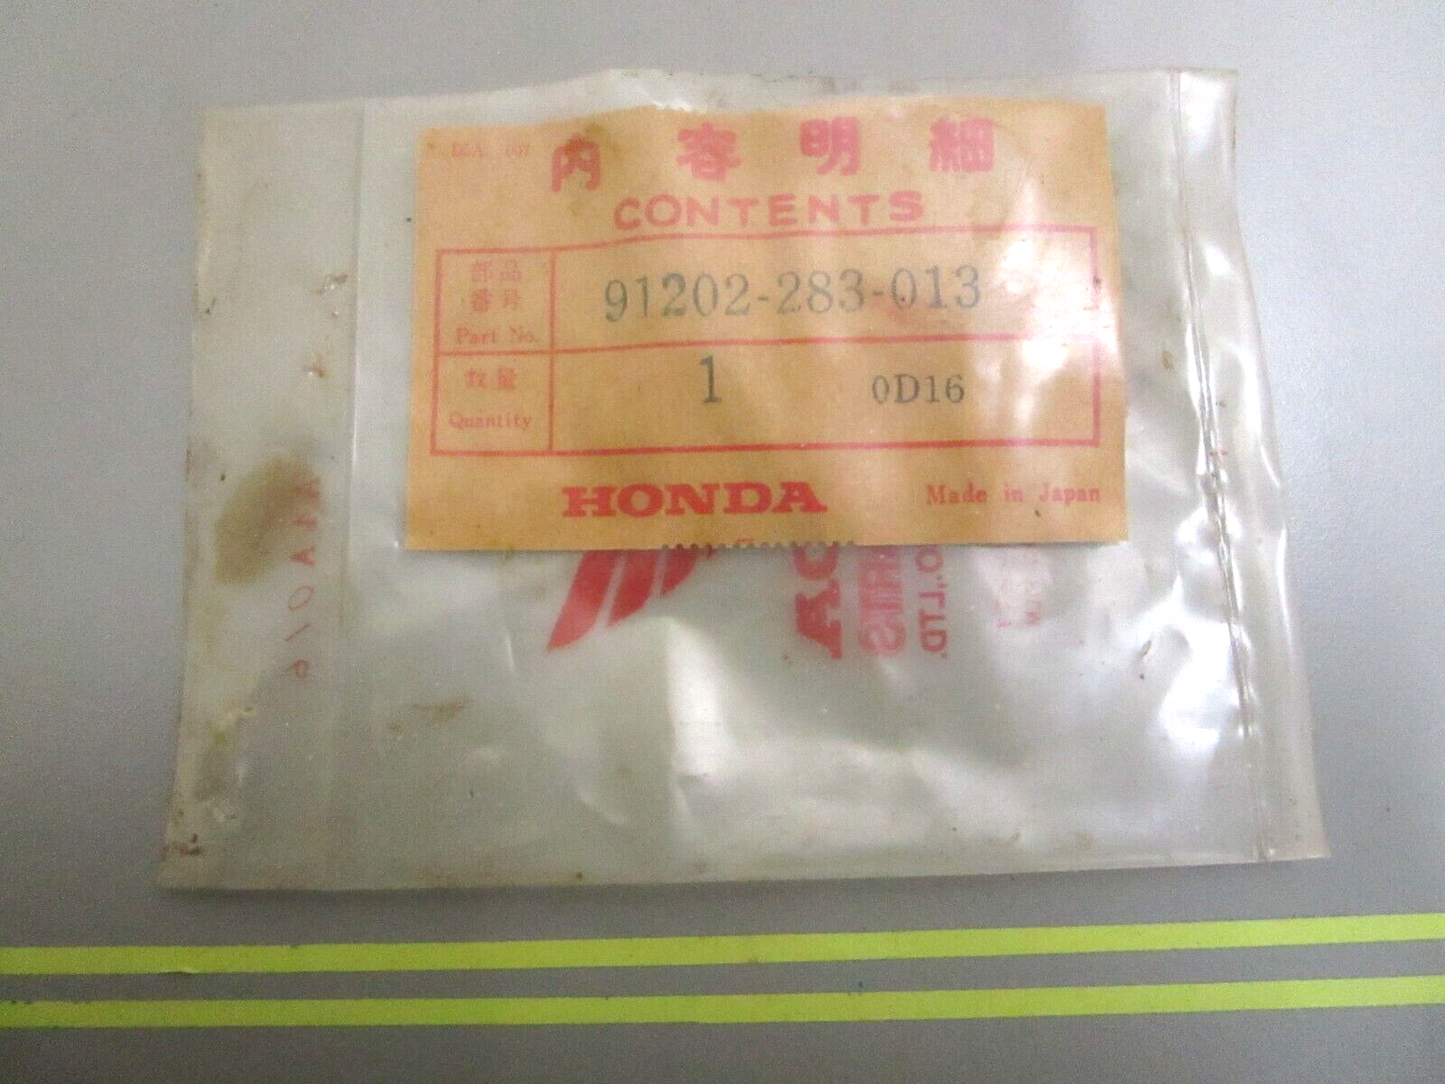 内容明細
CONTENTS
部品
番号
Part No.
91202-283-013
数量
Quantity
1
0D16
HONDA
Made in Japan
O., LTD.